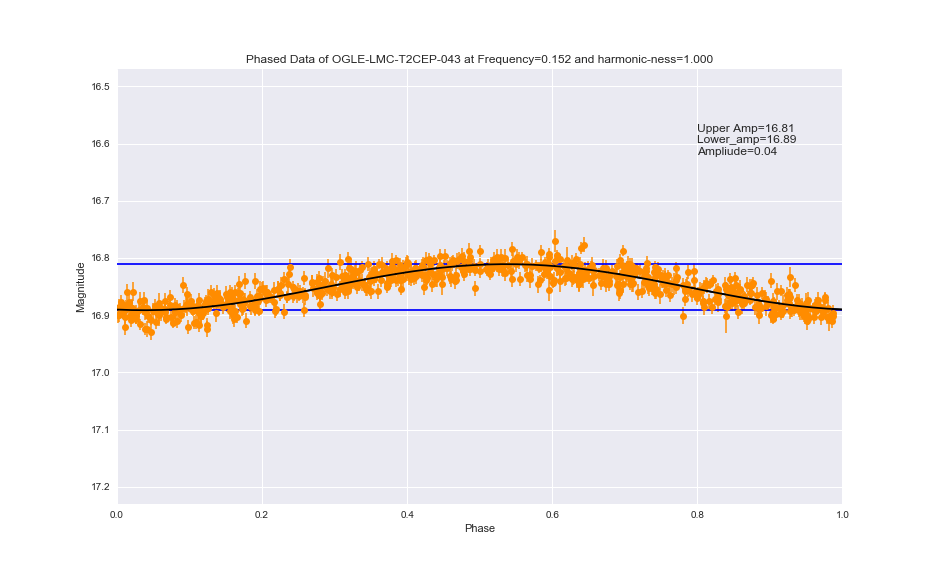 Phased Data of OGLE-LMC-T2CEP-043 at Frequency=0.152 and harmonic-ness=1.000
Upper Amp=16.81
Lower_amp=16.89
Ampliude=0.04
Magnitude
16.5
16.6
16.7
16.8
16.9
17.0
17.1
17.2
0.0 0.2 0.4 0.6 0.8 1.0
Phase